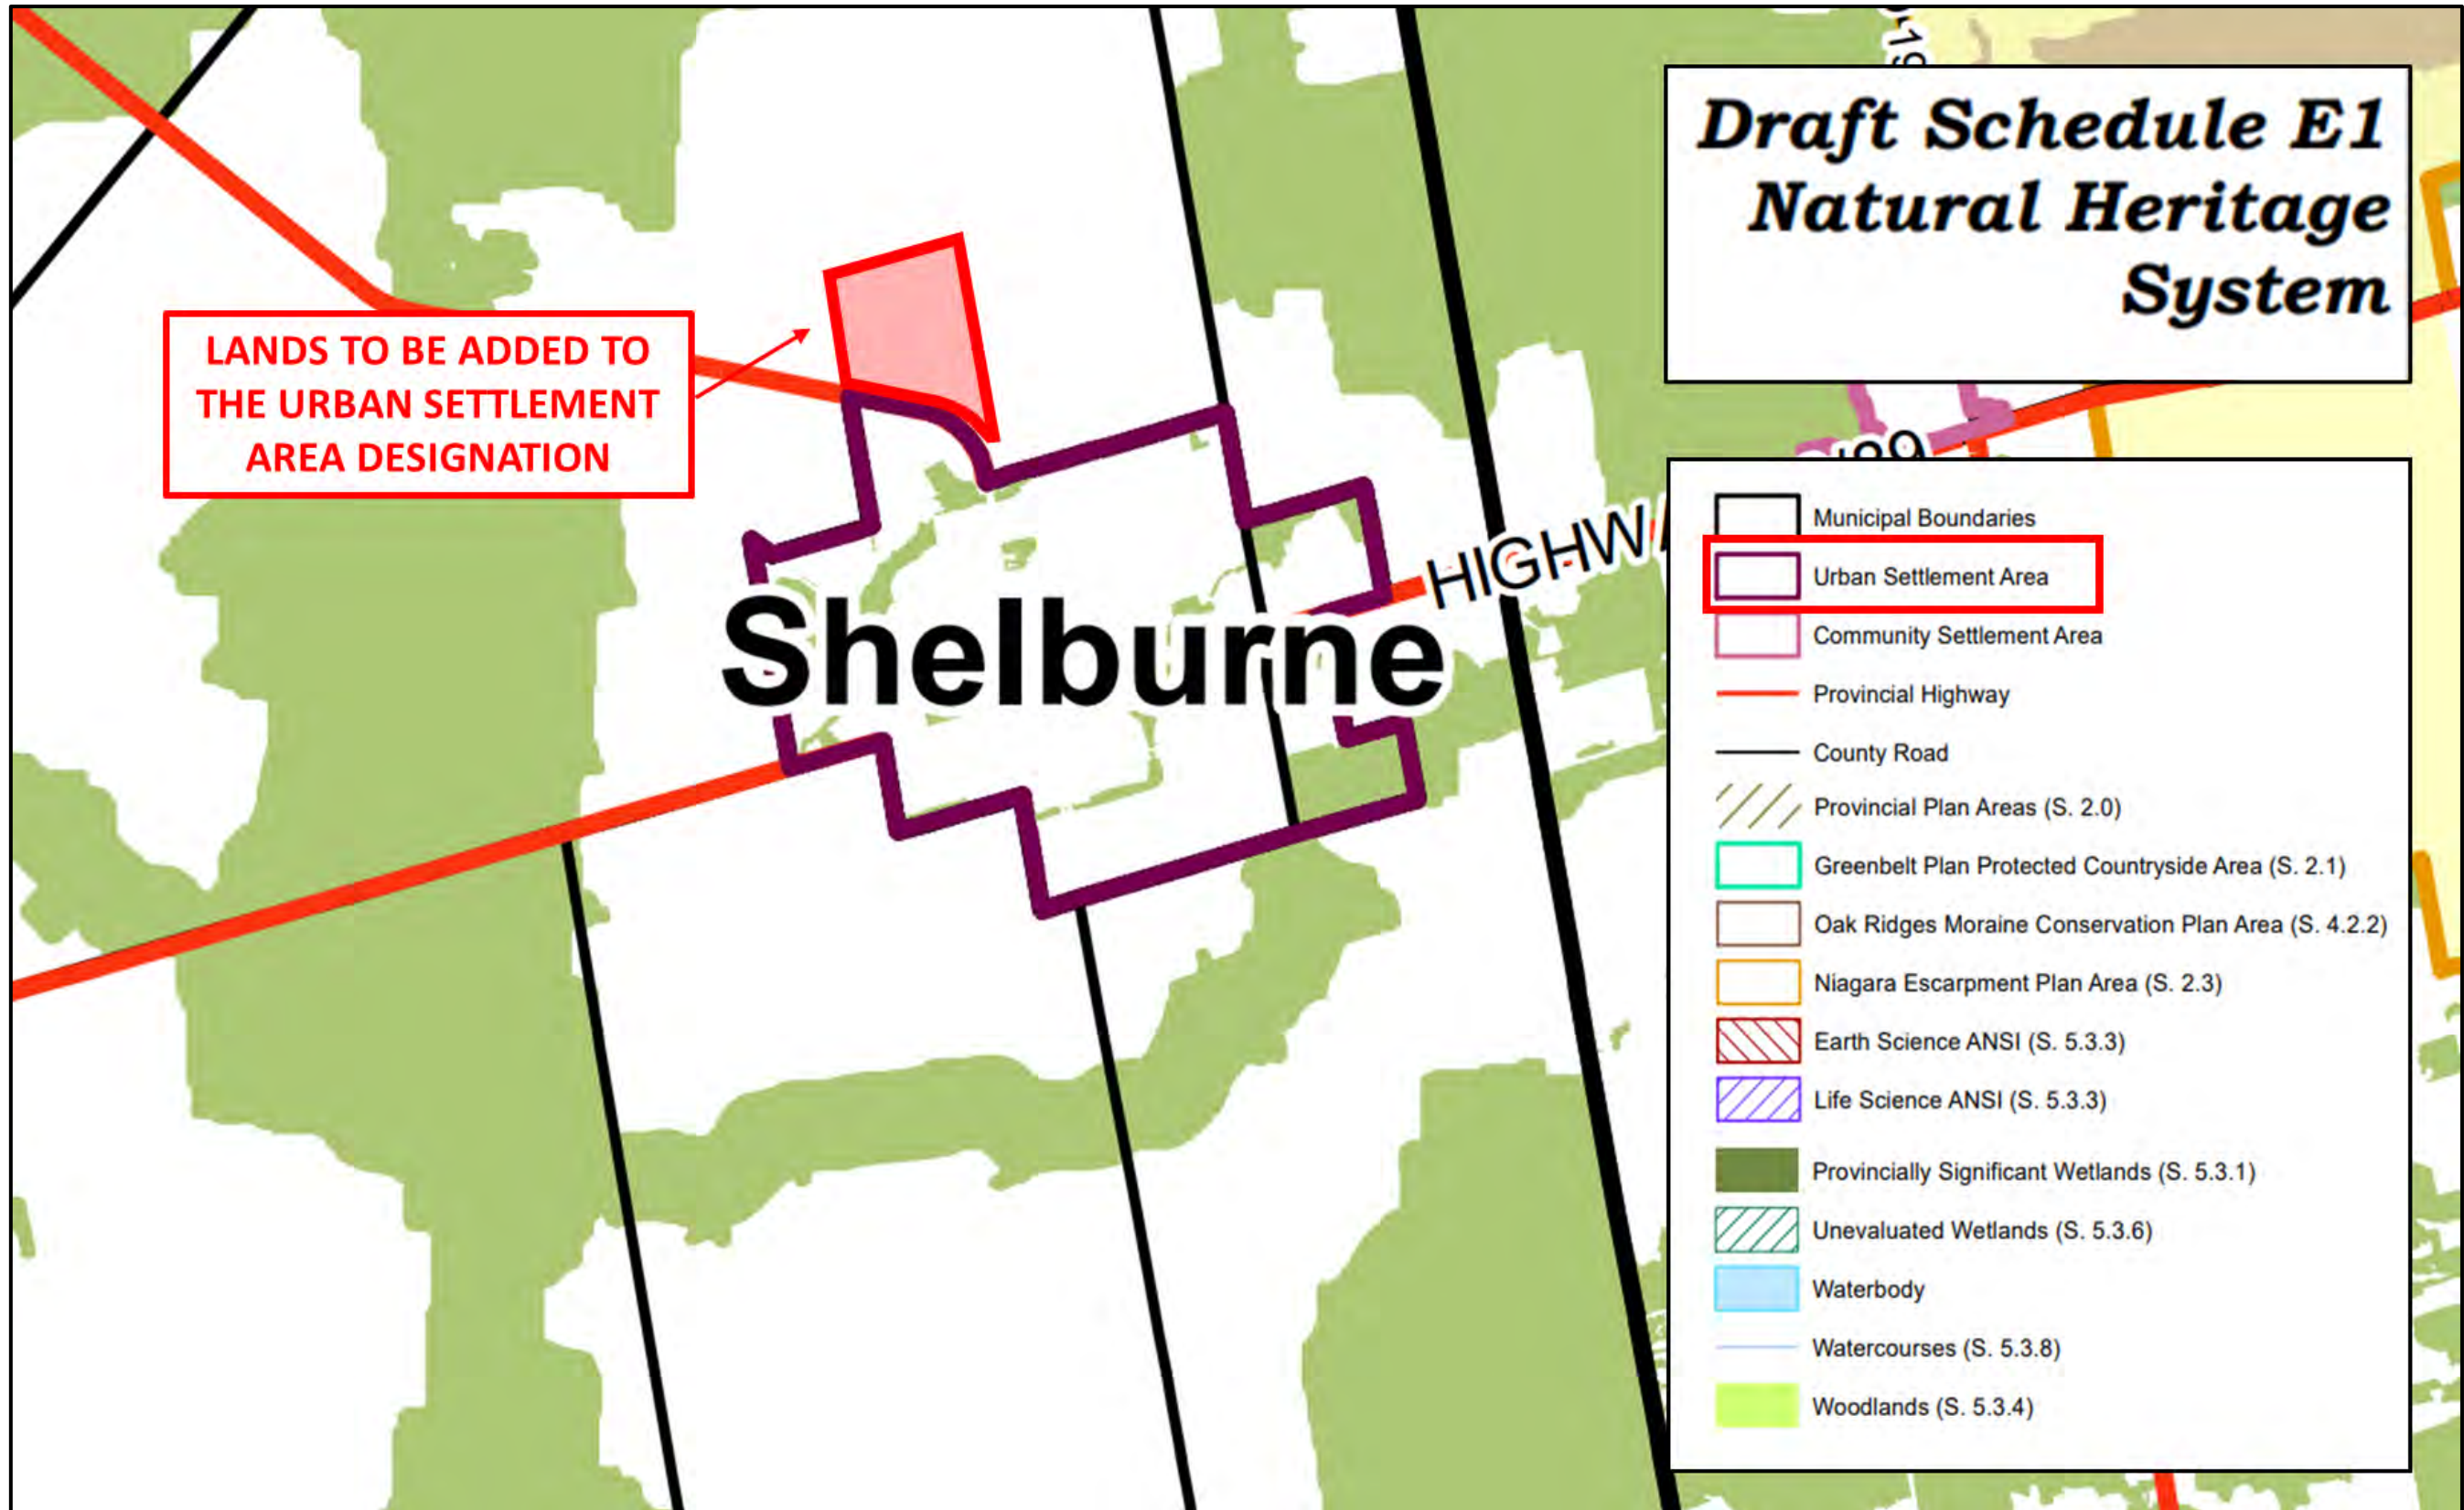 Draft Schedule E1
Natural Heritage
System
LANDS TO BE ADDED TO
THE URBAN SETTLEMENT
AREA DESIGNATION
Shelburne
Municipal Boundaries
Urban Settlement Area
Community Settlement Area
Provincial Highway
County Road
Provincial Plan Areas (S. 2.0)
Greenbelt Plan Protected Countryside Area (S. 2.1)
Oak Ridges Moraine Conservation Plan Area (S. 4.2.2)
Niagara Escarpment Plan Area (S. 2.3)
Earth Science ANSI (S. 5.3.3)
Life Science ANSI (S. 5.3.3)
Provincially Significant Wetlands (S. 5.3.1)
Unevaluated Wetlands (S. 5.3.6)
Waterbody
Watercourses (S. 5.3.8)
Woodlands (S. 5.3.4)